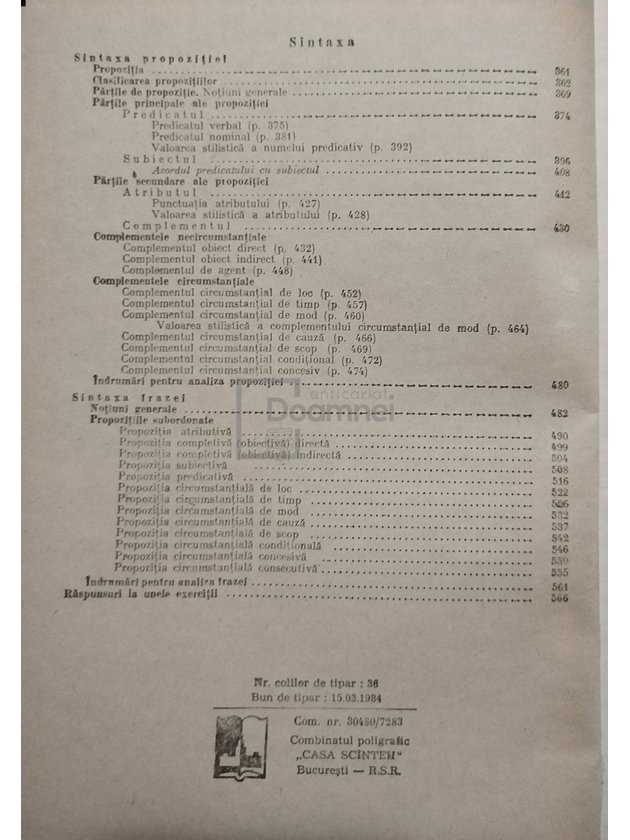 Sintaxa
Sintaxa propoziției
Propoziția 361
Clasificarea propozițiilor 362
Părțile de propoziție. Noțiuni generale 369
Părțile principale ale propoziției
Predicatul 374
Predicatul verbal (p. 375)
Predicatul nominal (p. 381)
Valoarea stilistică a numelui predicativ (p. 392)
Subiectul 396
Acordul predicatului cu subiectul 408
Părțile secundare ale propoziției
Atributul 412
Punctuația atributului (p. 427)
Valoarea stilistică a atributului (p. 428)
Complementul 430
Complementele necircumstanțiale
Complementul obiect direct (p. 432)
Complementul obiect indirect (p. 441)
Complementul de agent (p. 448)
Complementele circumstanțiale
Complementul circumstanțial de loc (p. 452)
Complementul circumstanțial de timp (p. 457)
Complementul circumstanțial de mod (p. 460)
Valoarea stilistică a complementului circumstanțial de mod (p. 464)
Complementul circumstanțial de cauză (p. 466)
Complementul circumstanțial de scop (p. 469)
Complementul circumstanțial condițional (p. 472)
Complementul circumstanțial concesiv (p. 474)
Îndrumări pentru analiza propoziției 480
anticariat
Doamnei
Sintaxa frazei
Noțiuni generale 482
Propozițiile subordonate
Propoziția atributivă 490
Propoziția completivă (obiectivă) directă 499
Propoziția completivă (obiectivă) indirectă 504
Propoziția subiectivă 508
Propoziția predicativă 516
Propoziția circumstanțială de loc 522
Propoziția circumstanțială de timp 526
Propoziția circumstanțială de mod 532
Propoziția circumstanțială de cauză 537
Propoziția circumstanțială de scop 542
Propoziția circumstanțială condițională 546
Propoziția circumstanțială concesivă 550
Propoziția circumstanțială consecutivă 555
Îndrumări pentru analiza frazei 561
Răspunsuri la unele exerciții 566
Nr. colilor de tipar : 36
Bun de tipar : 15.03.1984
Com. nr. 30480/7283
Combinatul poligrafic
„CASA SCÎNTEII”
București — R.S.R.